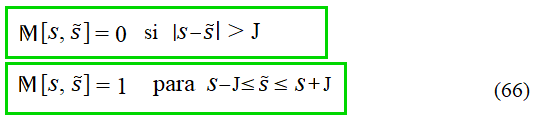 𝕄[s, s̃] = 0 si |s−s̃| > J
𝕄[s, s̃] = 1 para s−J≤s̃ ≤ s+J (66)